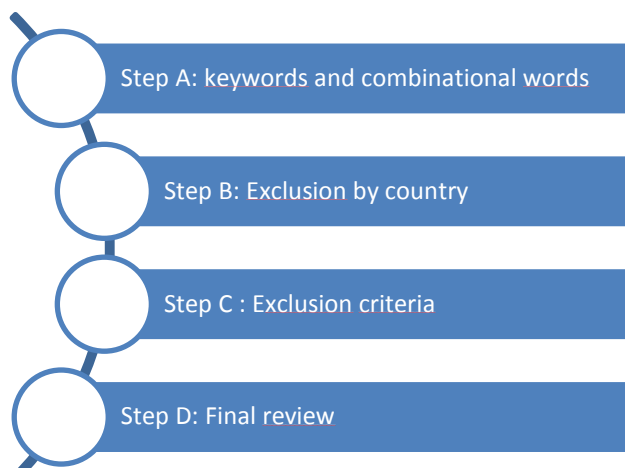 Step A: keywords and combinational words
Step B: Exclusion by country
Step C : Exclusion criteria
Step D: Final review